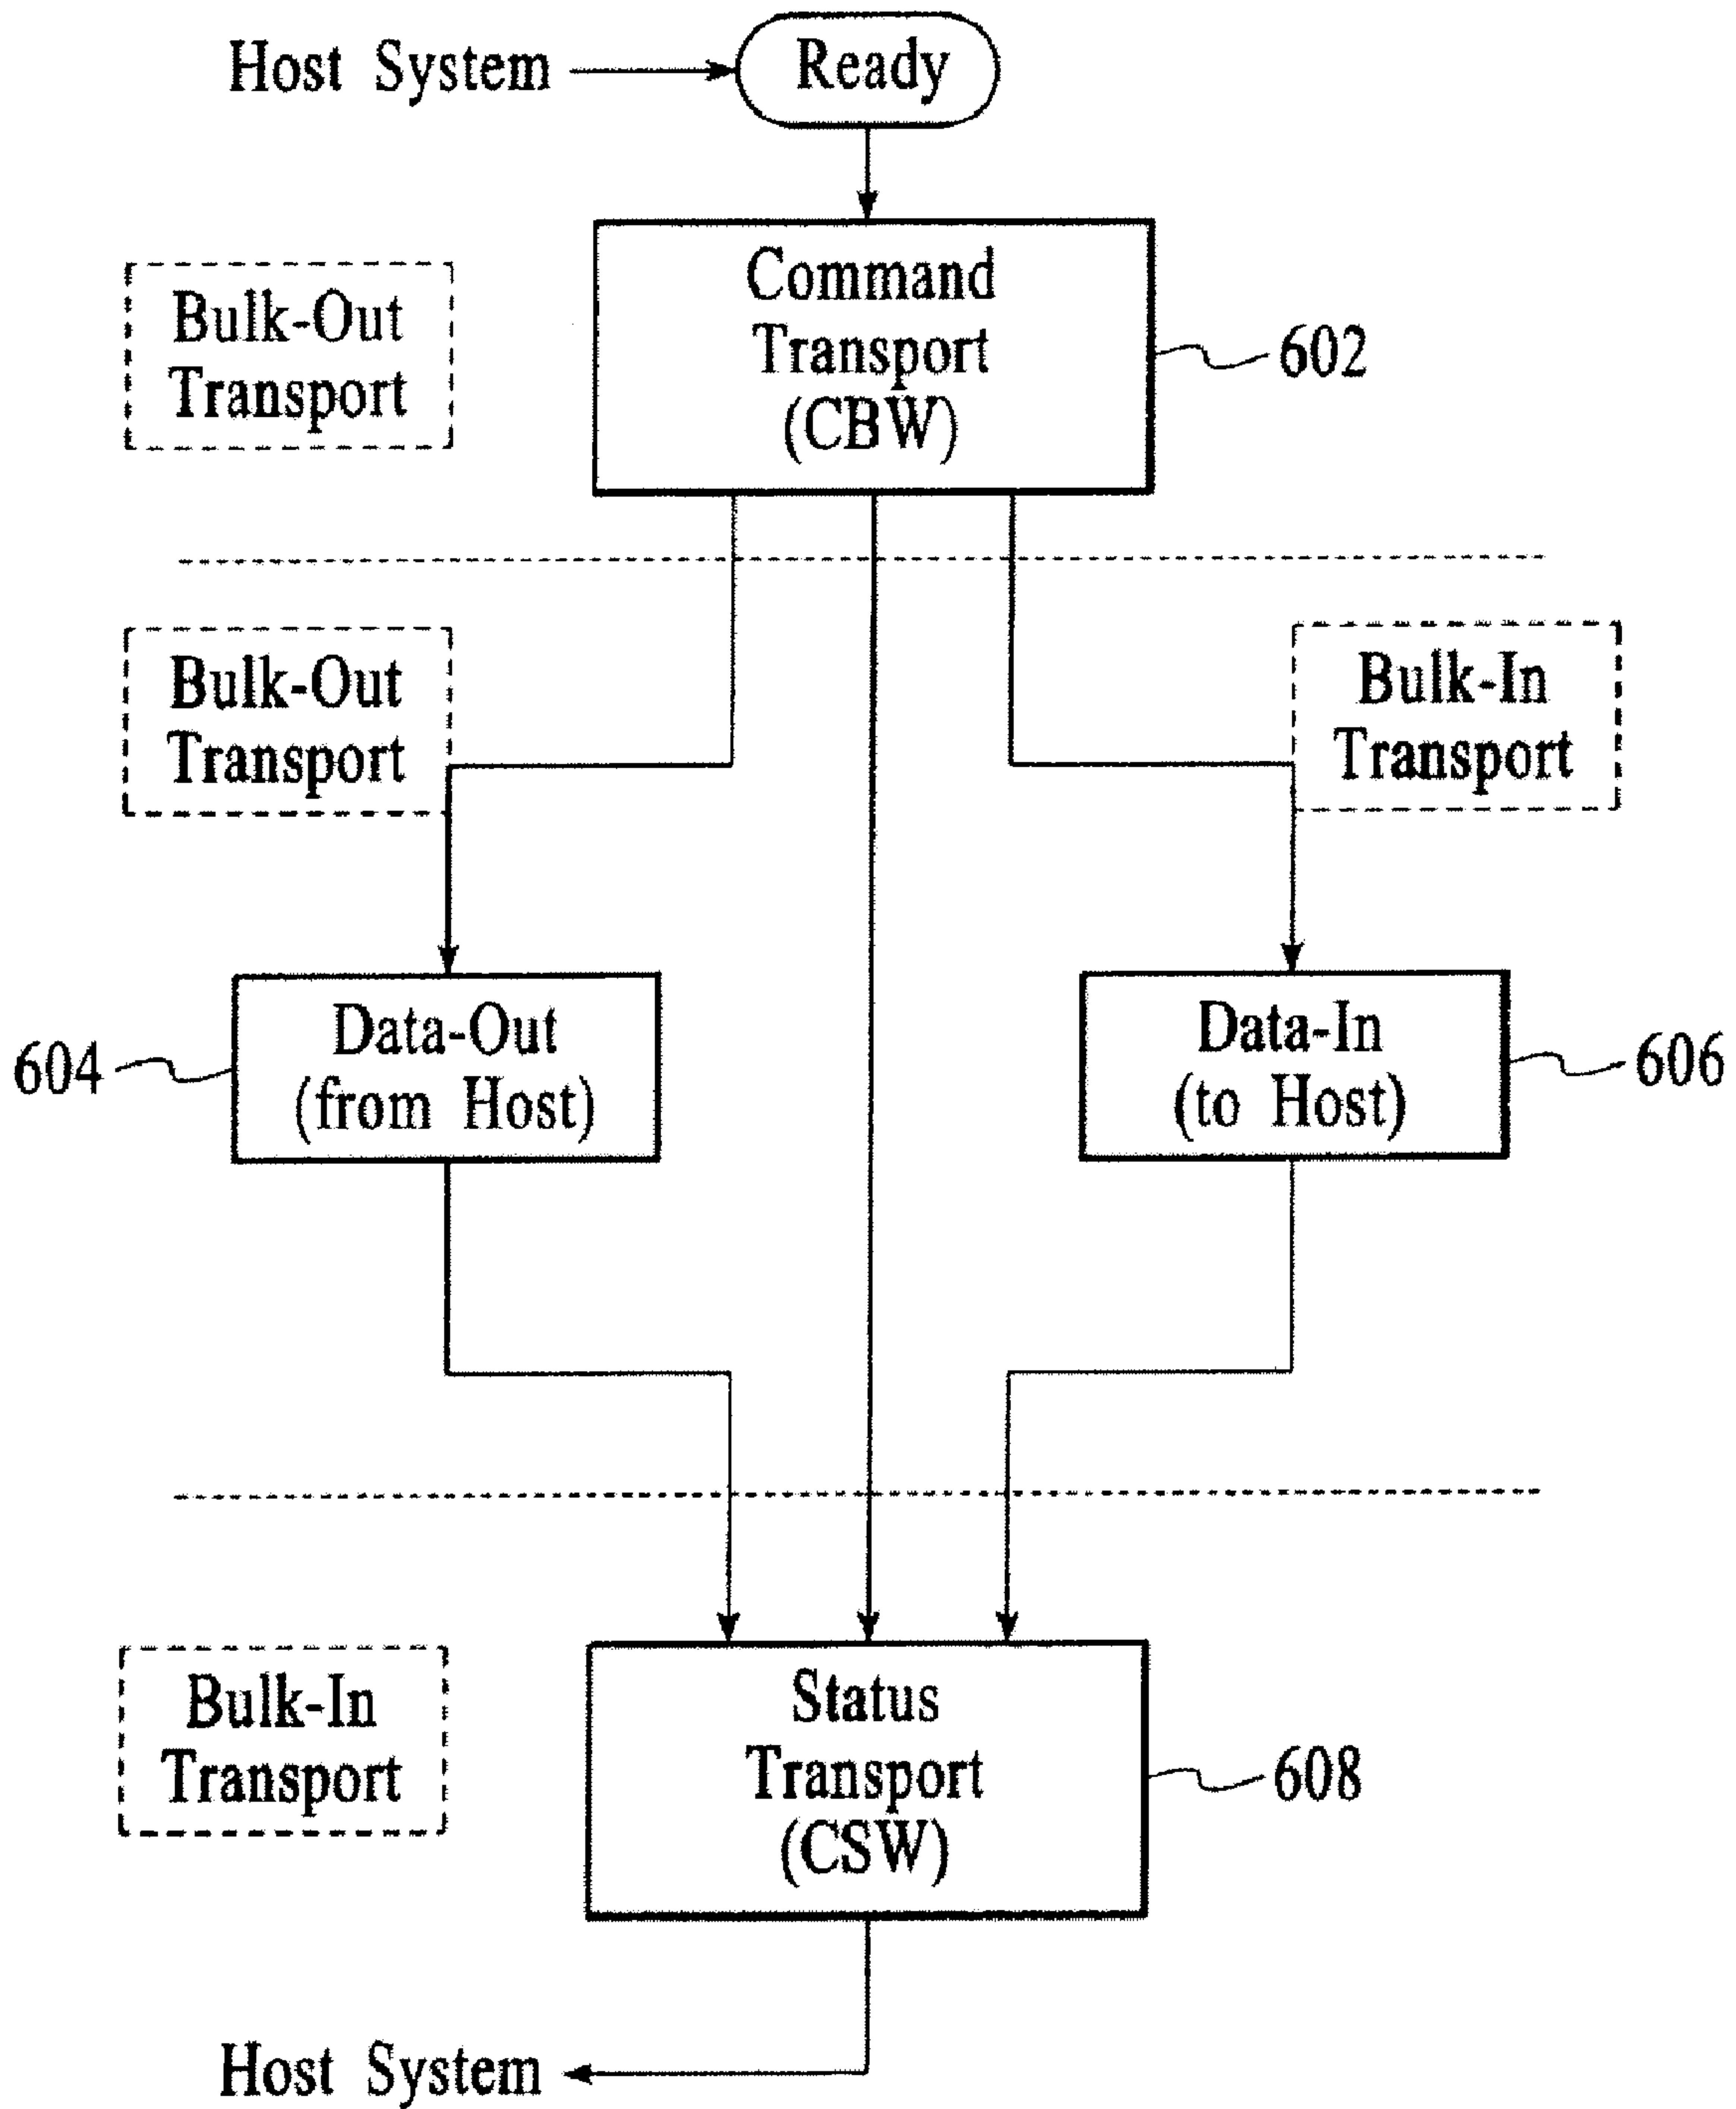 Host System
Ready
Bulk-Out
Transport
Command
Transport
(CBW)
602
Bulk-Out
Transport
Bulk-In
Transport
604
Data-Out
(from Host)
Data-In
(to Host)
606
Bulk-In
Transport
Status
Transport
(CSW)
608
Host System